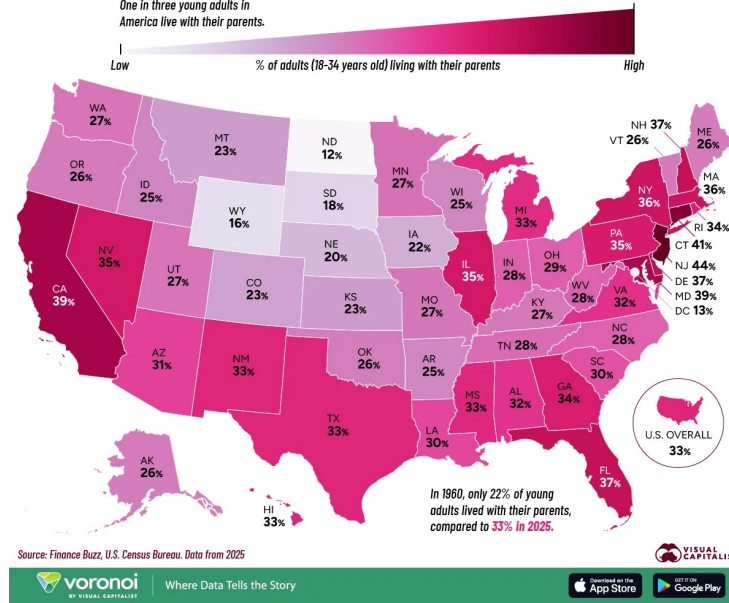 One in three young adults in
America live with their parents.
Low
% of adults (18-34 years old) living with their parents
High
WA
27%
MT
23%
ND
12%
MN
27%
NH 37%
VT 26%
ME
26%
OR
26%
ID
25%
SD
18%
WI
25%
MI
33%
NY
36%
MA
36%
WY
16%
RI 34%
CT 41%
NJ 44%
DE 37%
MD 39%
DC 13%
PA
35%
NV
35%
CA
39%
UT
27%
CO
23%
NE
20%
IA
22%
IL
35%
IN
28%
OH
29%
WV
28%
VA
32%
KS
23%
MO
27%
KY
27%
NC
28%
TN 28%
AZ
31%
NM
33%
OK
26%
AR
25%
SC
30%
MS
33%
AL
32%
GA
34%
TX
33%
LA
30%
FL
37%
AK
26%
HI
33%
U.S. OVERALL
33%
In 1960, only 22% of young
adults lived with their parents,
compared to 33% in 2025.
Source: Finance Buzz, U.S. Census Bureau. Data from 2025
VISUAL
CAPITALIS
voronoi
BY VISUAL CAPITALIST
Where Data Tells the Story
Download on the
App Store
GET IT ON
Google Play